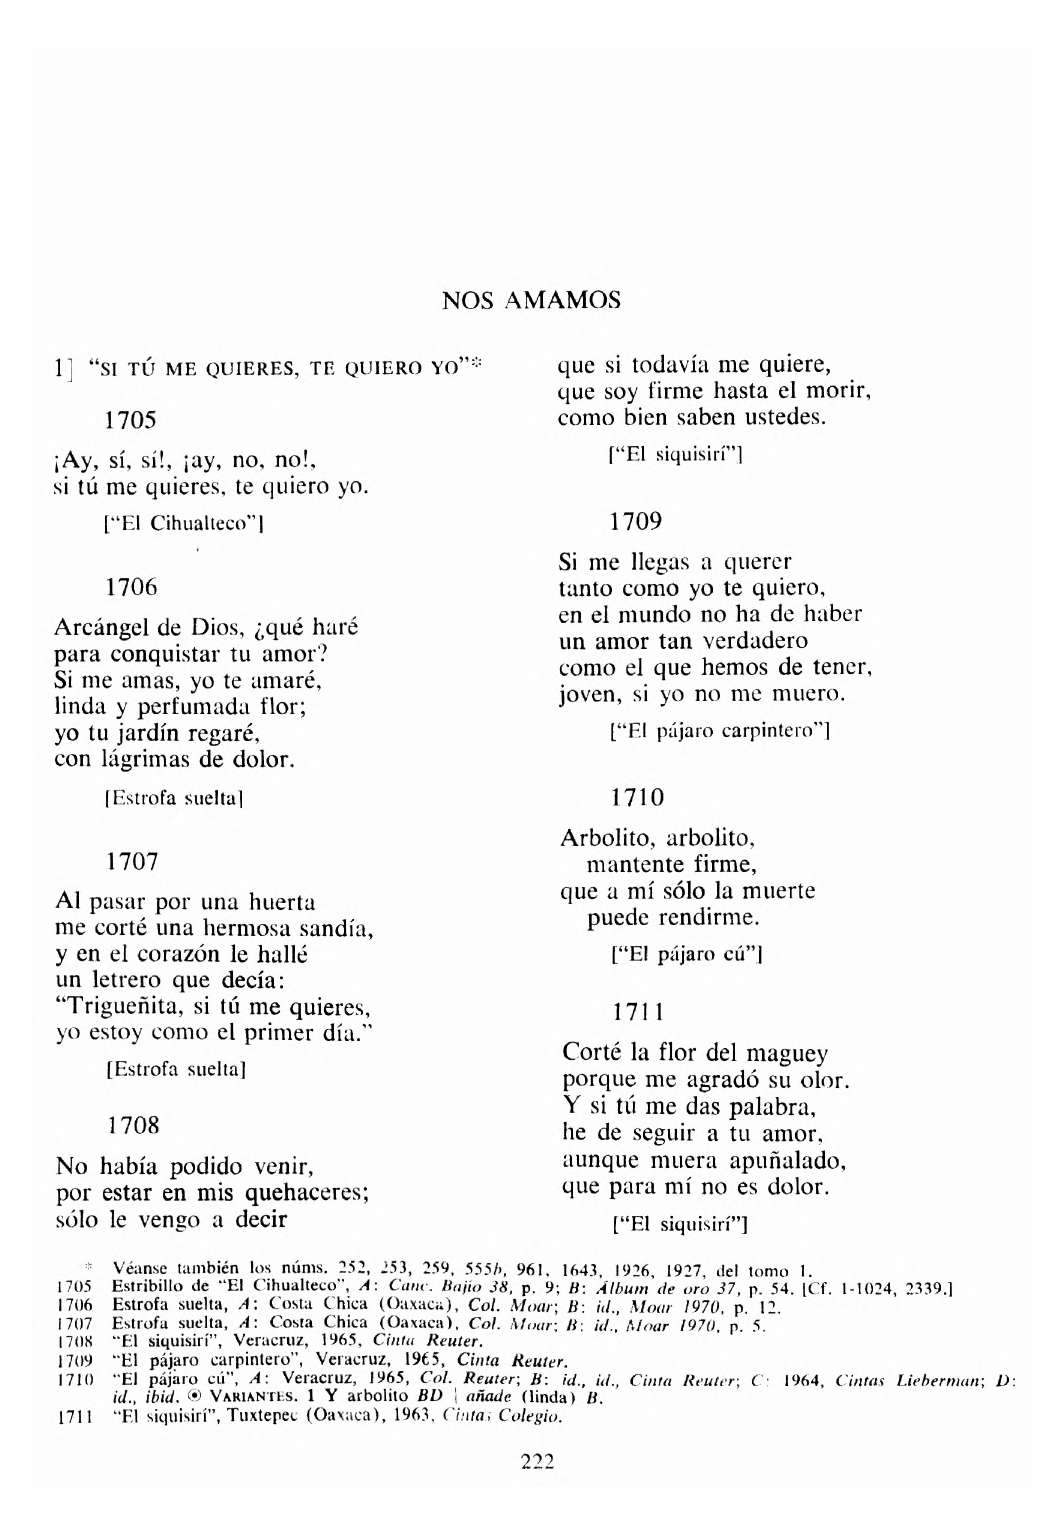 NOS AMAMOS
1] “SI TÚ ME QUIERES, TE QUIERO YO”*
1705
¡Ay, sí, sí!, ¡ay, no, no!,
si tú me quieres, te quiero yo.
[“El Cihualteco”]
1706
Arcángel de Dios, ¿qué haré
para conquistar tu amor?
Si me amas, yo te amaré,
linda y perfumada flor;
yo tu jardín regaré,
con lágrimas de dolor.
[Estrofa suelta]
1707
Al pasar por una huerta
me corté una hermosa sandía,
y en el corazón le hallé
un letrero que decía:
“Trigueñita, si tú me quieres,
yo estoy como el primer día.”
[Estrofa suelta]
1708
No había podido venir,
por estar en mis quehaceres;
sólo le vengo a decir
que si todavía me quiere,
que soy firme hasta el morir,
como bien saben ustedes.
[“El siquisirí”]
1709
Si me llegas a querer
tanto como yo te quiero,
en el mundo no ha de haber
un amor tan verdadero
como el que hemos de tener,
joven, si yo no me muero.
[“El pájaro carpintero”]
1710
Arbolito, arbolito,
mantente firme,
que a mí sólo la muerte
puede rendirme.
[“El pájaro cú”]
1711
Corté la flor del maguey
porque me agradó su olor.
Y si tú me das palabra,
he de seguir a tu amor,
aunque muera apuñalado,
que para mí no es dolor.
[“El siquisirí”]
* Véanse también los núms. 252, 253, 259, 555b, 961, 1643, 1926, 1927, del tomo 1.
1705 Estribillo de “El Cihualteco”, A: Canc. Bajío 38, p. 9; B: Álbum de oro 37, p. 54. [Cf. 1-1024, 2339.]
1706 Estrofa suelta, A: Costa Chica (Oaxaca), Col. Moar; B: id., Moar 1970, p. 12.
1707 Estrofa suelta, A: Costa Chica (Oaxaca), Col. Moar; B: id., Moar 1970, p. 5.
1708 “El siquisirí”, Veracruz, 1965, Cinta Reuter.
1709 “El pájaro carpintero”, Veracruz, 1965, Cinta Reuter.
1710 “El pájaro cú”, A: Veracruz, 1965, Col. Reuter; B: id., id., Cinta Reuter; C: 1964, Cintas Lieberman; D:
id., ibid. ⊙ VARIANTES. 1 Y arbolito BD | añade (linda) B.
1711 “El siquisirí”, Tuxtepec (Oaxaca), 1963, Cintas Colegio.
222